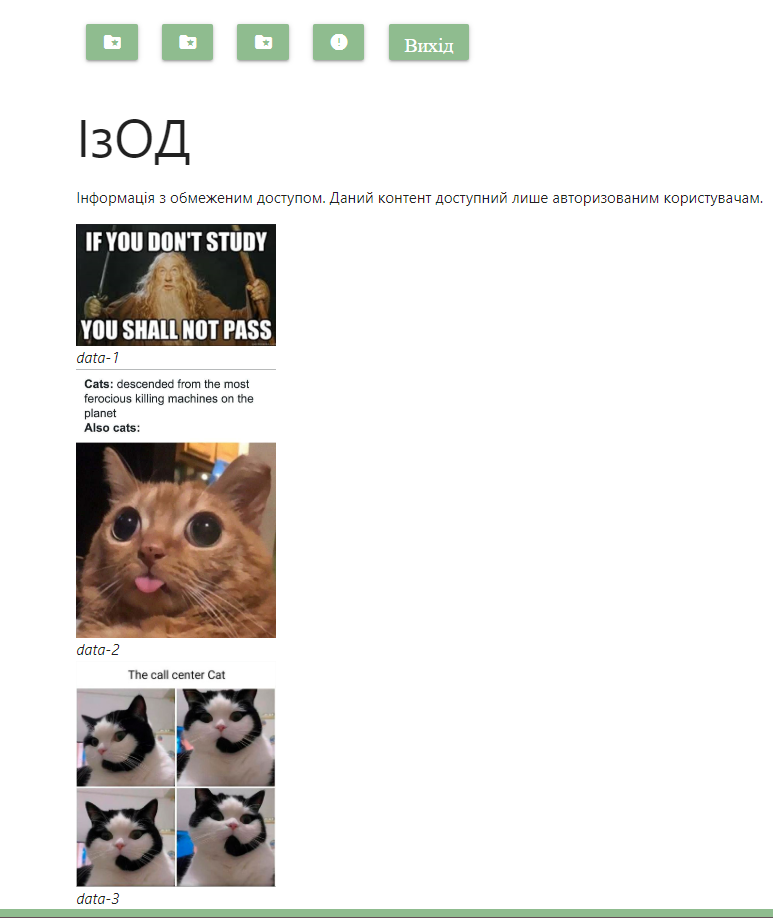 Вихід
ІзОД
Інформація з обмеженим доступом. Даний контент доступний лише авторизованим користувачам.
IF YOU DON'T STUDY
YOU SHALL NOT PASS
data-1
Cats: descended from the most
ferocious killing machines on the
planet
Also cats:
data-2
The call center Cat
data-3